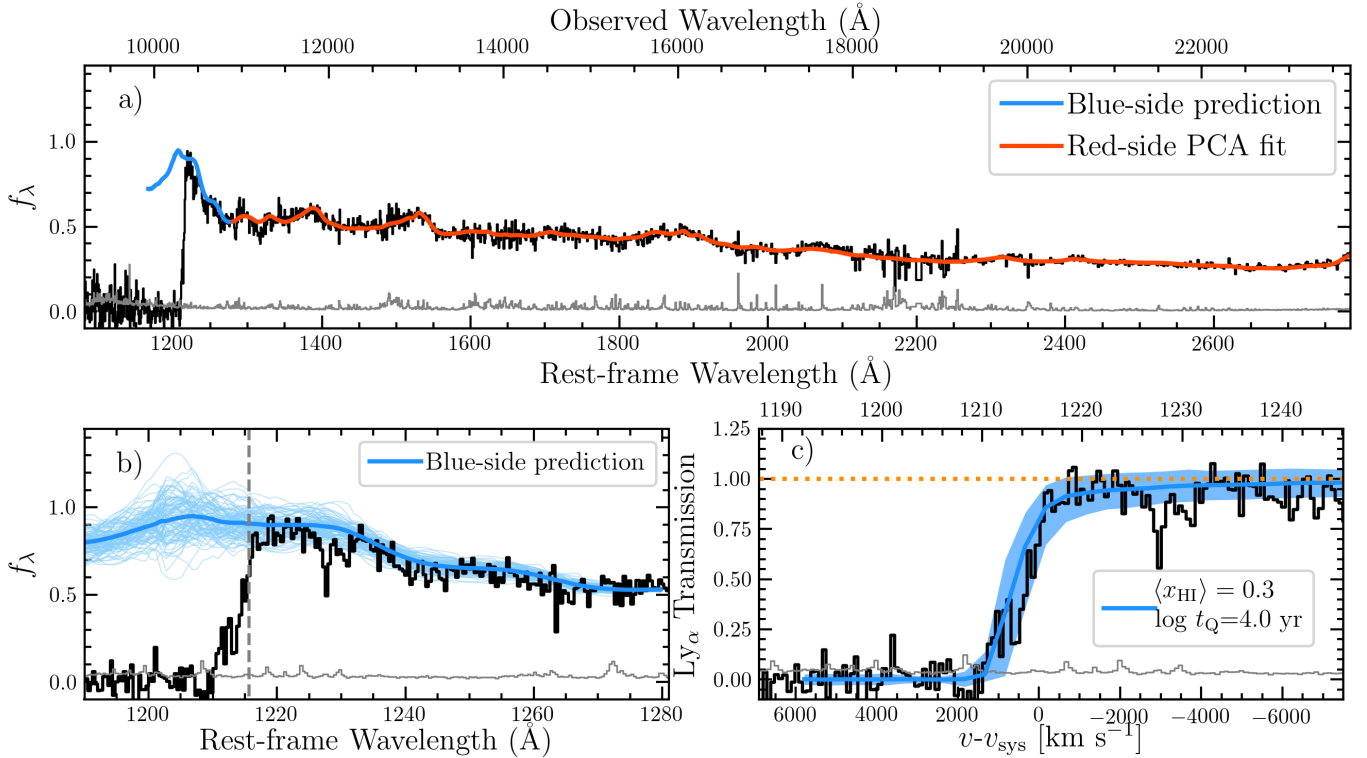 Observed Wavelength (Å)
10000 12000 14000 16000 18000 20000 22000
a)
Blue-side prediction
Red-side PCA fit
1.0
0.5
0.0
f_λ
1200 1400 1600 1800 2000 2200 2400 2600
Rest-frame Wavelength (Å)
b)
Blue-side prediction
1.0
0.5
0.0
f_λ
1200 1220 1240 1260 1280
Rest-frame Wavelength (Å)
1190 1200 1210 1220 1230 1240
c)
1.25
1.00
0.75
0.50
0.25
0.00
Ly_α Transmission
⟨x_HI⟩ = 0.3
log t_Q=4.0 yr
6000 4000 2000 0 −2000 −4000 −6000
v-v_sys [km s⁻¹]